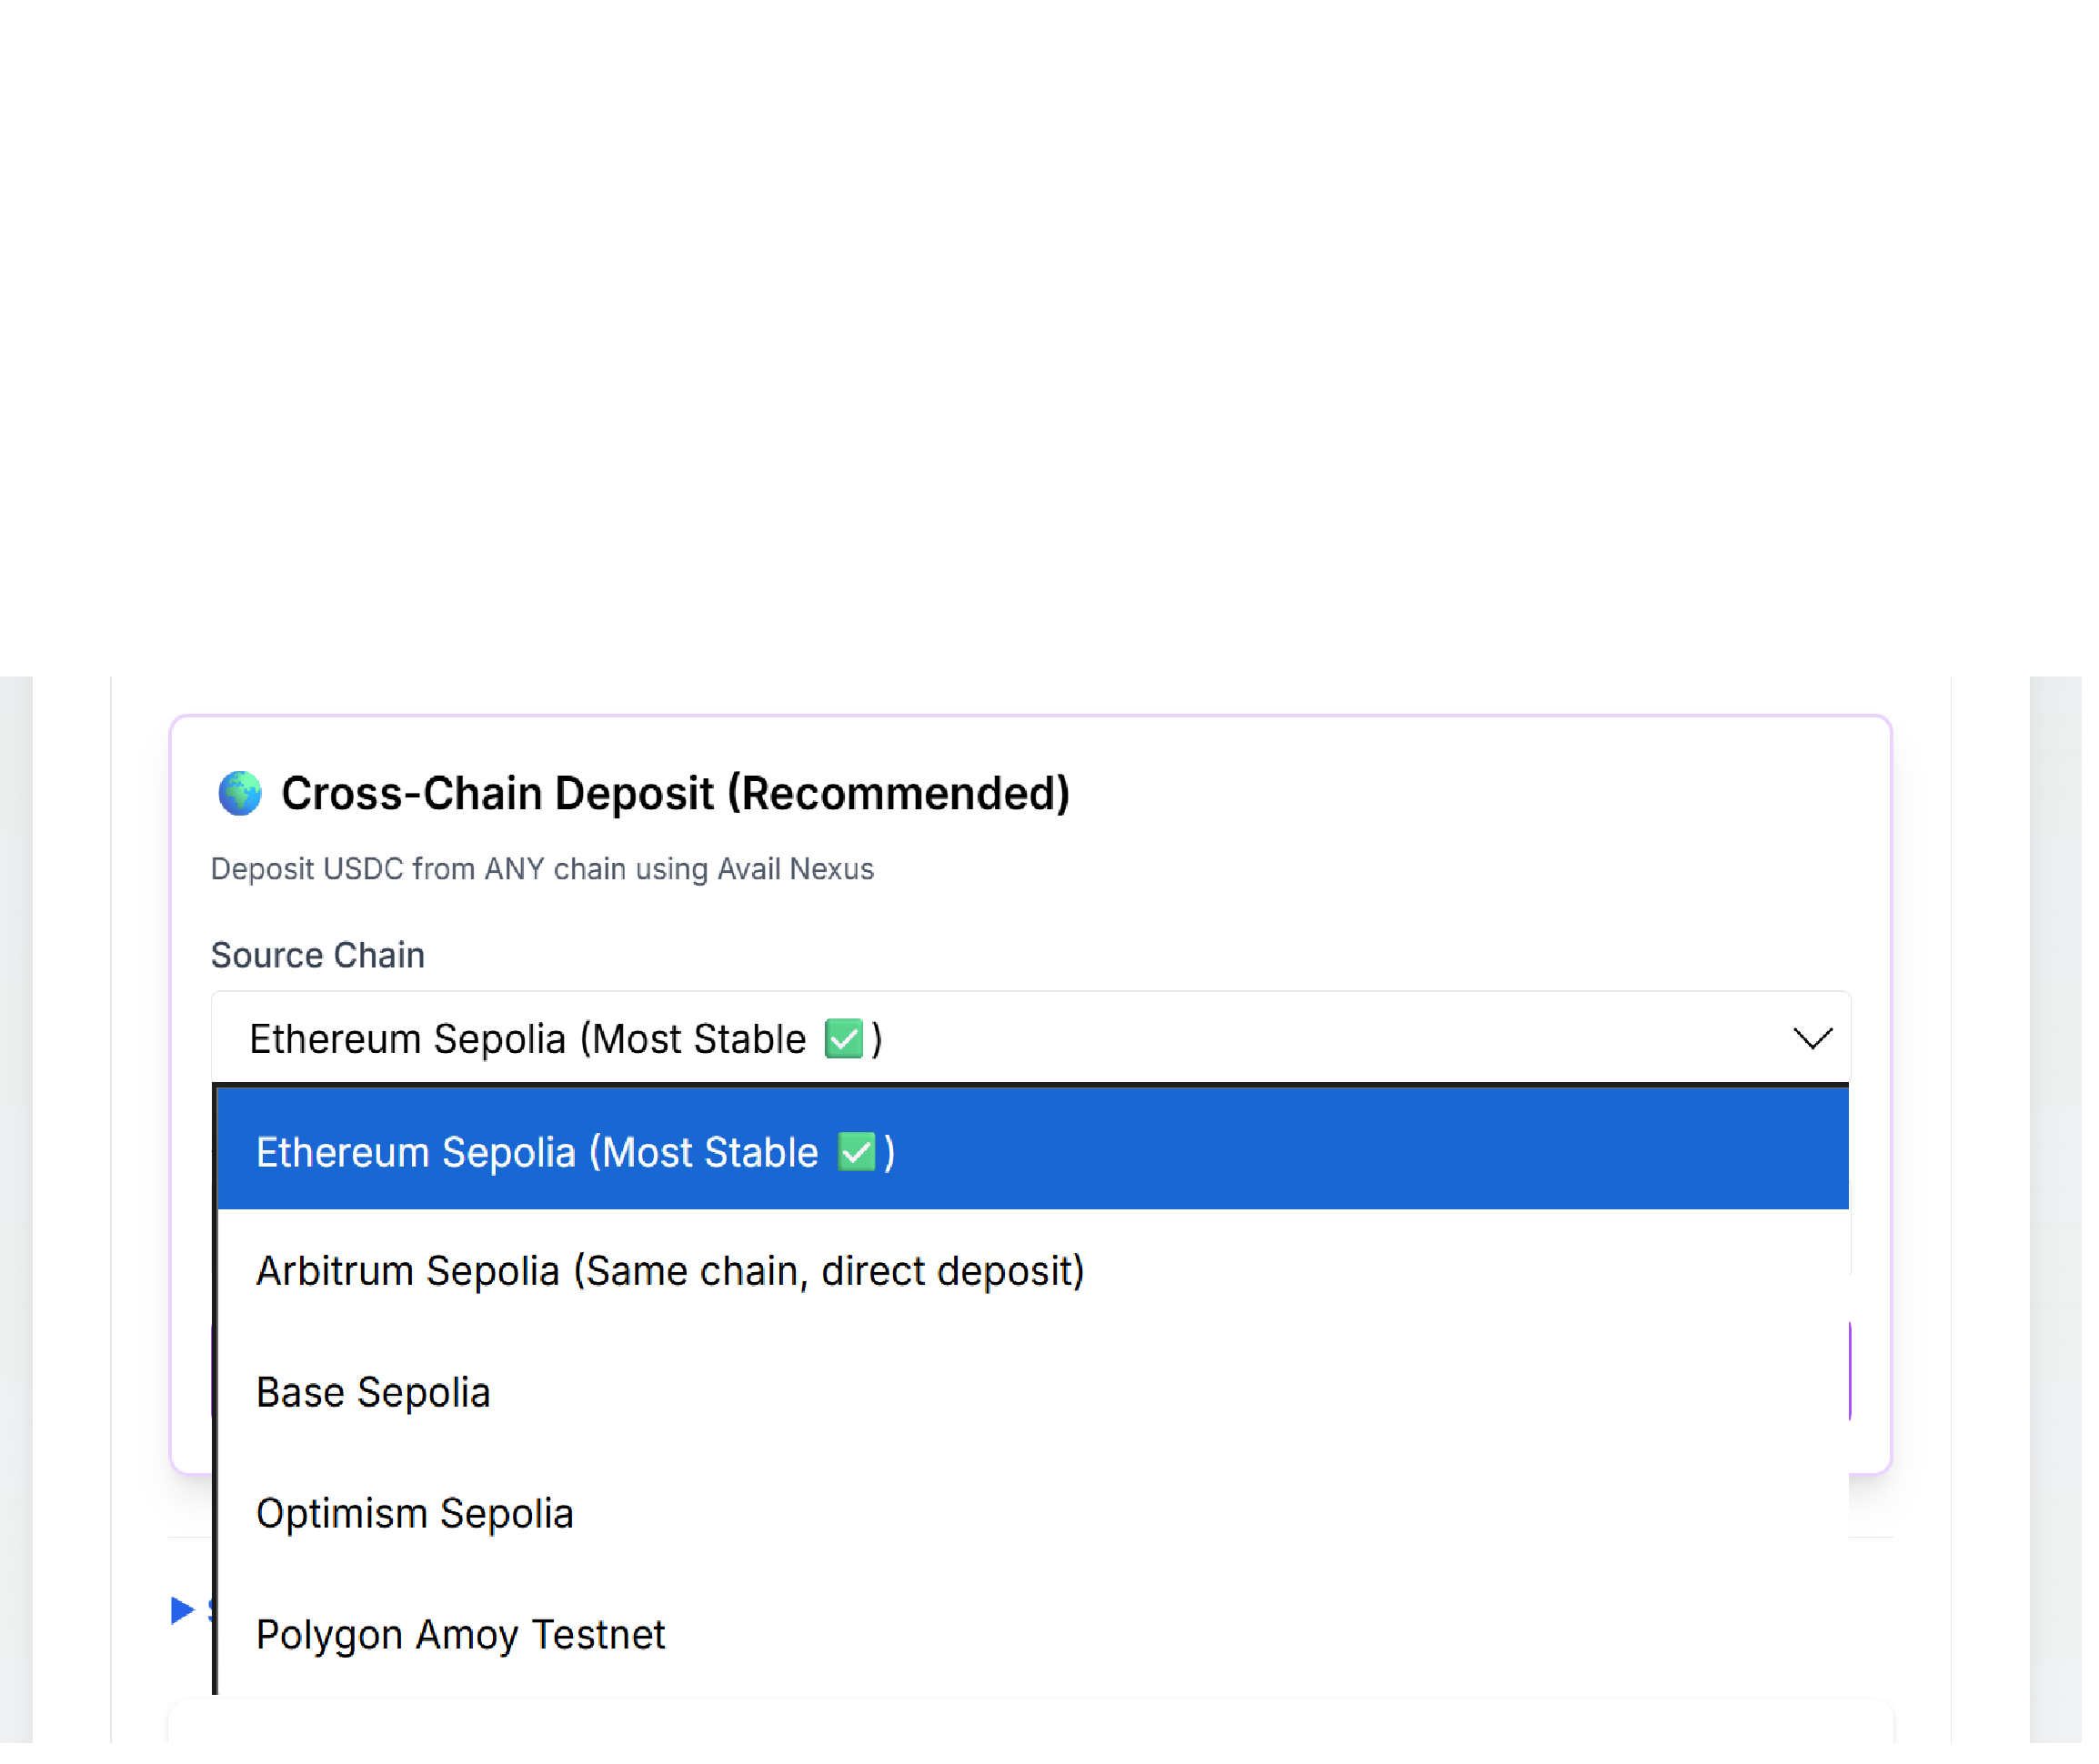 🌍 Cross-Chain Deposit (Recommended)
Deposit USDC from ANY chain using Avail Nexus
Source Chain
Ethereum Sepolia (Most Stable ✅)
Ethereum Sepolia (Most Stable ✅)
Arbitrum Sepolia (Same chain, direct deposit)
Base Sepolia
Optimism Sepolia
Polygon Amoy Testnet